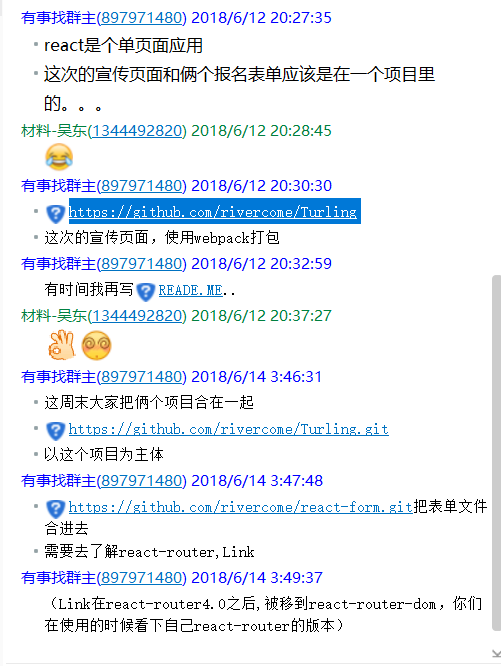 有事找群主(897971480) 2018/6/12 20:27:35
react是个单页面应用
这次的宣传页面和俩个报名表单应该是在一个项目里
的。。。
材料-吴东(1344492820) 2018/6/12 20:28:45
有事找群主(897971480) 2018/6/12 20:30:30
https://github.com/rivercome/Turling
这次的宣传页面，使用webpack打包
有事找群主(897971480) 2018/6/12 20:32:59
有时间我再写READE.ME..
材料-吴东(1344492820) 2018/6/12 20:37:27
有事找群主(897971480) 2018/6/14 3:46:31
这周末大家把俩个项目合在一起
https://github.com/rivercome/Turling.git
以这个项目为主体
有事找群主(897971480) 2018/6/14 3:47:48
https://github.com/rivercome/react-form.git把表单文件
合进去
需要去了解react-router,Link
有事找群主(897971480) 2018/6/14 3:49:37
（Link在react-router4.0之后,被移到react-router-dom，你们
在使用的时候看下自己react-router的版本）